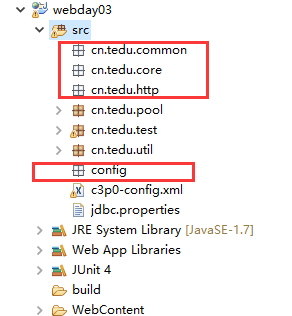 webday03
src
cn.tedu.common
cn.tedu.core
cn.tedu.http
cn.tedu.pool
cn.tedu.test
cn.tedu.util
config
c3p0-config.xml
jdbc.properties
JRE System Library [JavaSE-1.7]
Web App Libraries
JUnit 4
build
WebContent